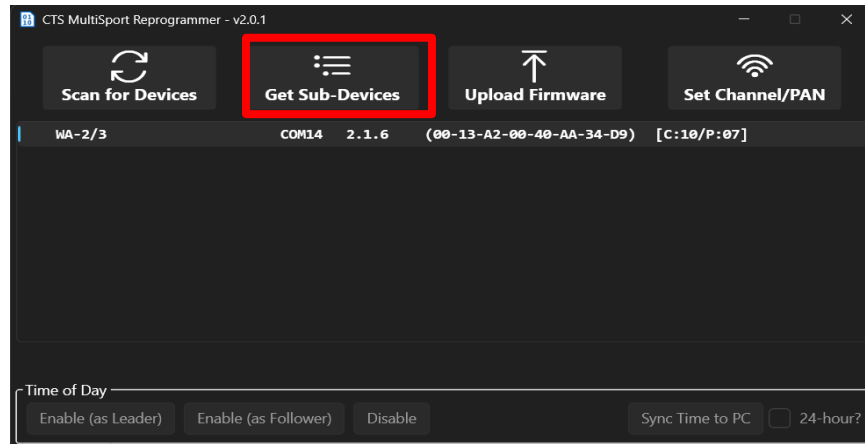 CTS MultiSport Reprogrammer - v2.0.1
Scan for Devices Get Sub-Devices Upload Firmware Set Channel/PAN
WA-2/3 COM14 2.1.6 (00-13-A2-00-40-AA-34-D9) [C:10/P:07]
Time of Day
Enable (as Leader) Enable (as Follower) Disable Sync Time to PC 24-hour?